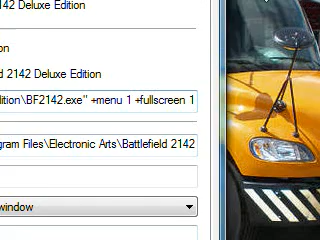 2142 Deluxe Edition
on
d 2142 Deluxe Edition
dition\BF2142.exe" +menu 1 +fullscreen 1
gram Files\Electronic Arts\Battlefield 2142
window